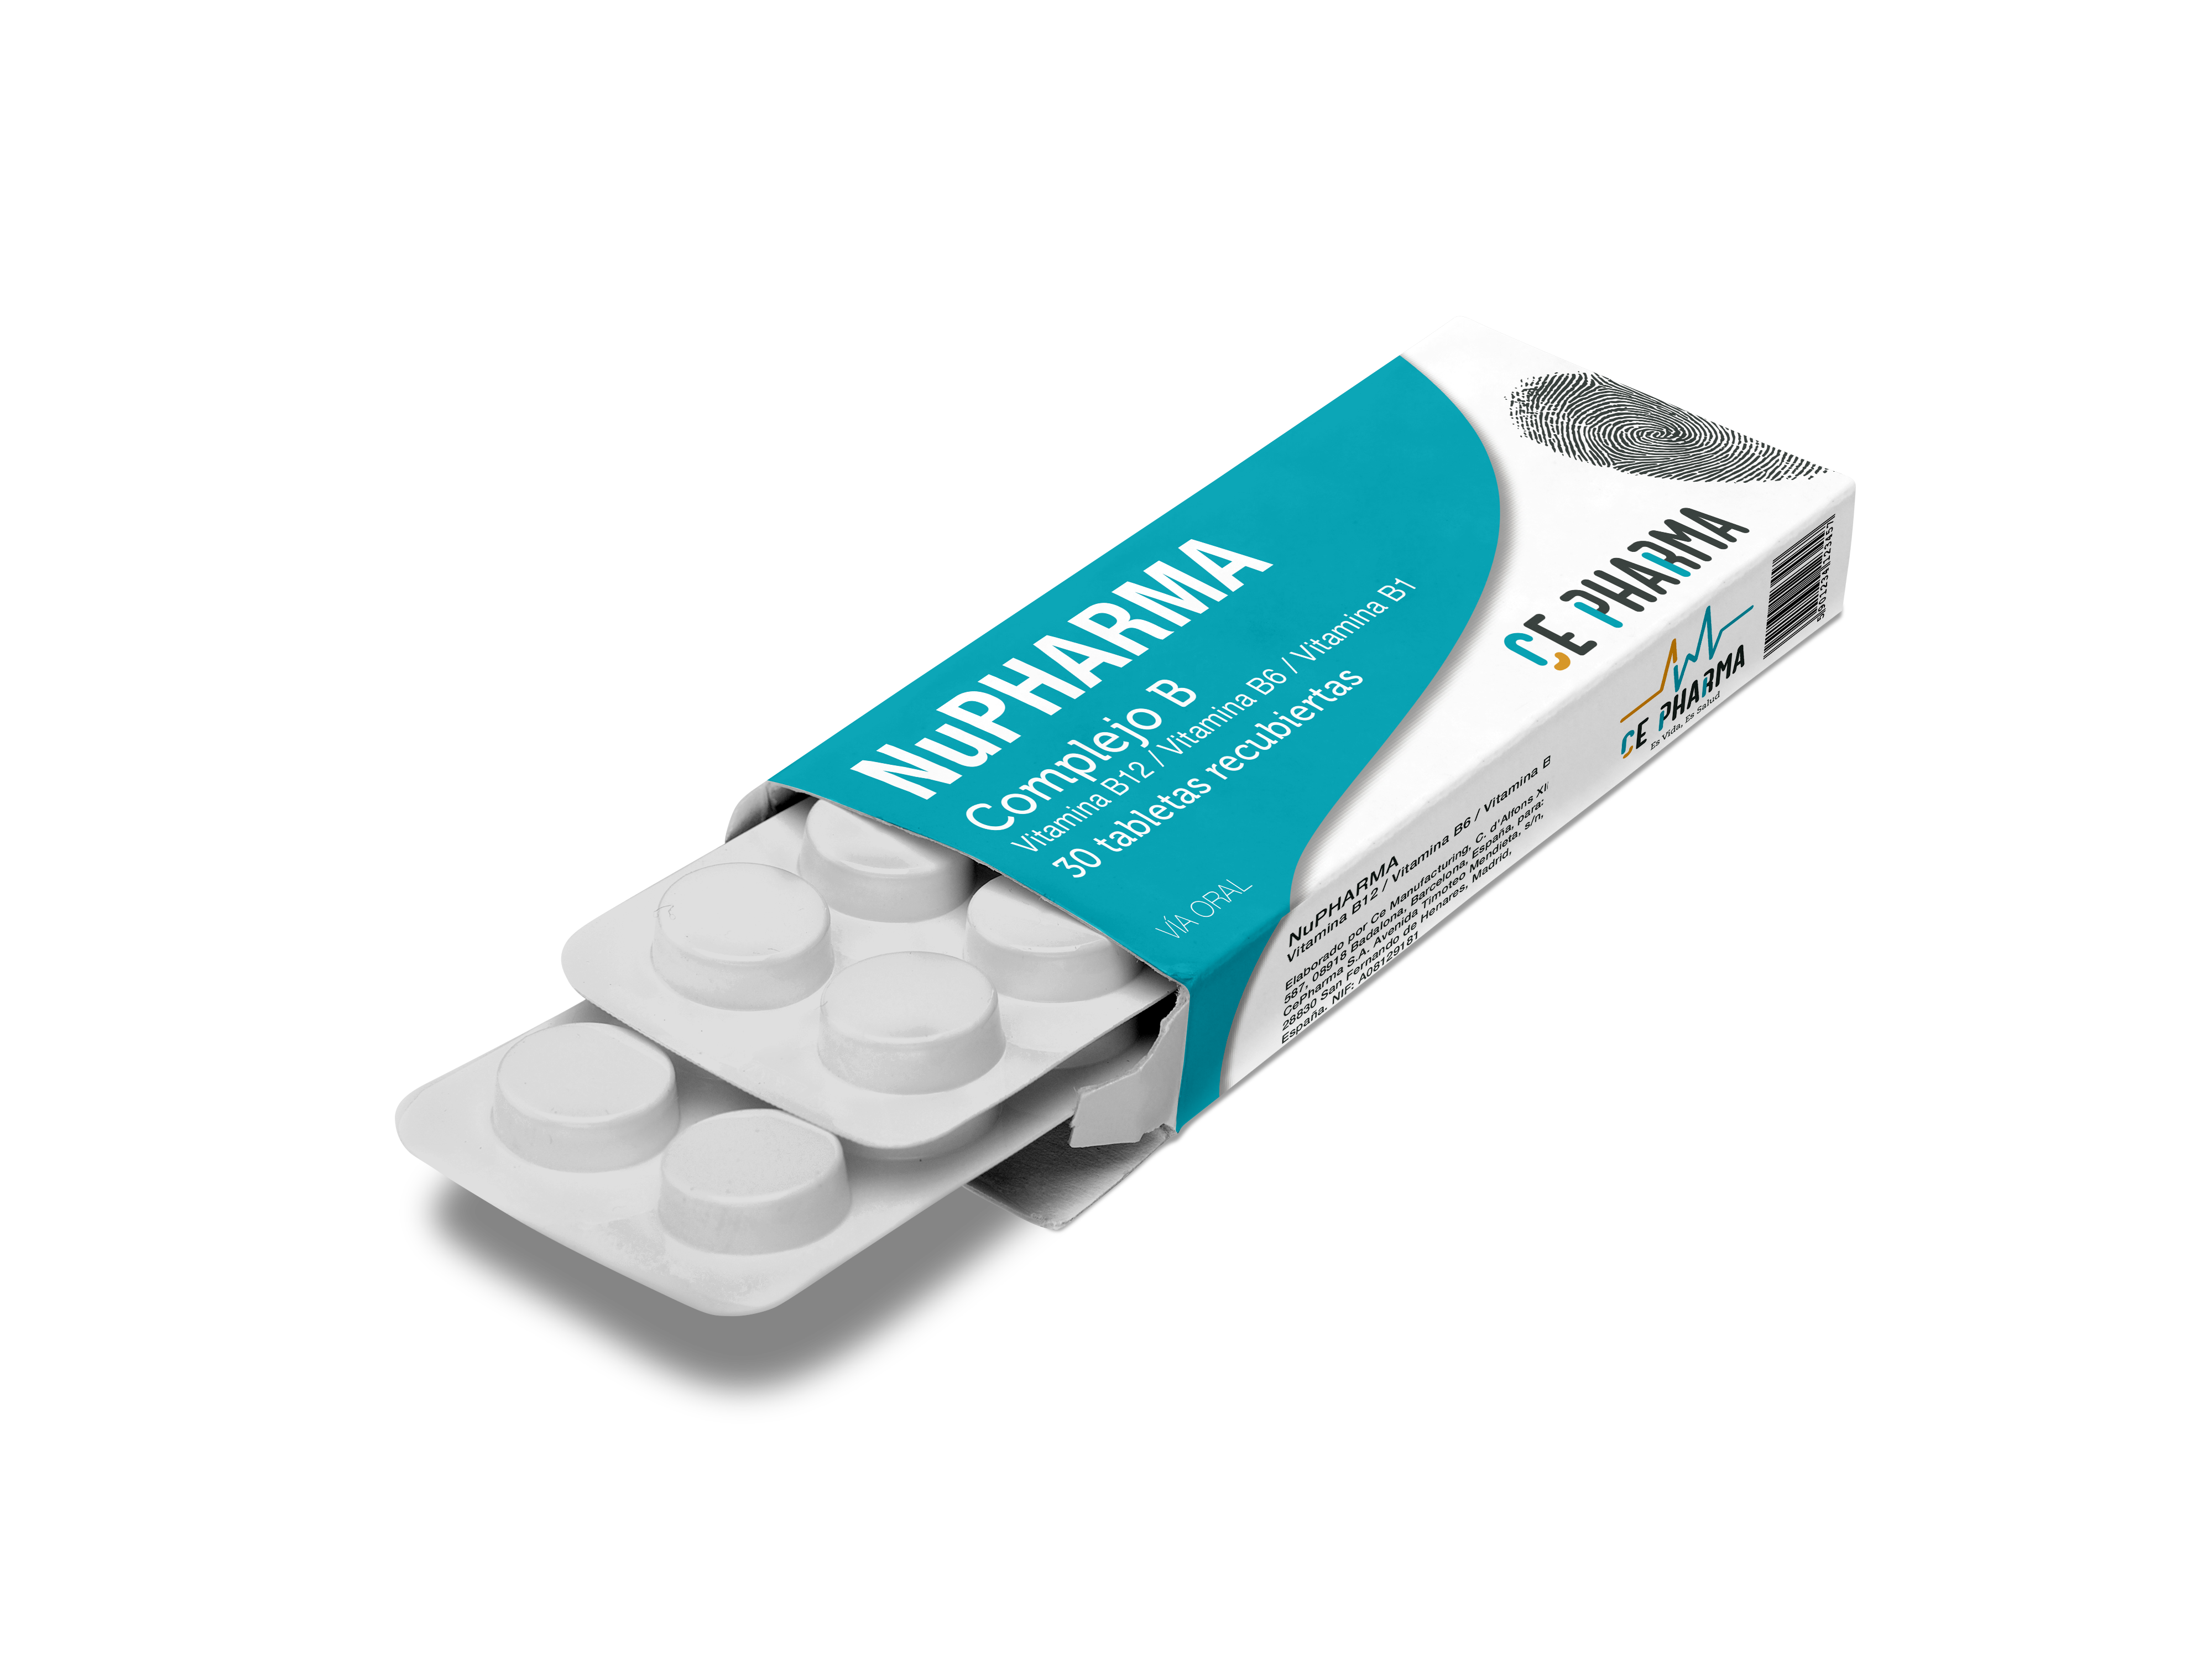 NuPHARMA
Complejo B
Vitamina B12 / Vitamina B6 / Vitamina B1
30 tabletas recubiertas
VÍA ORAL
CE PHARMA
NuPHARMA
Vitamina B12 / Vitamina B6 / Vitamina B
Elaborado por Ce Manufacturing, C. d'Alfons XII
587, 08918 Badalona, Barcelona, España, para:
CePharma S.A. Avenida Timoteo Mendieta, s/n,
28830 San Fernando de Henares, Madrid,
España. NIF: A08129181
CE PHARMA
Es Vida, Es Salud
5901234123457